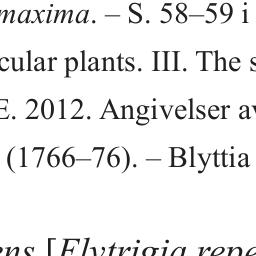 maxima. – S. 58–59 i
cular plants. III. The s
E. 2012. Angivelser av
(1766–76). – Blyttia
ens [Elytrigia repe